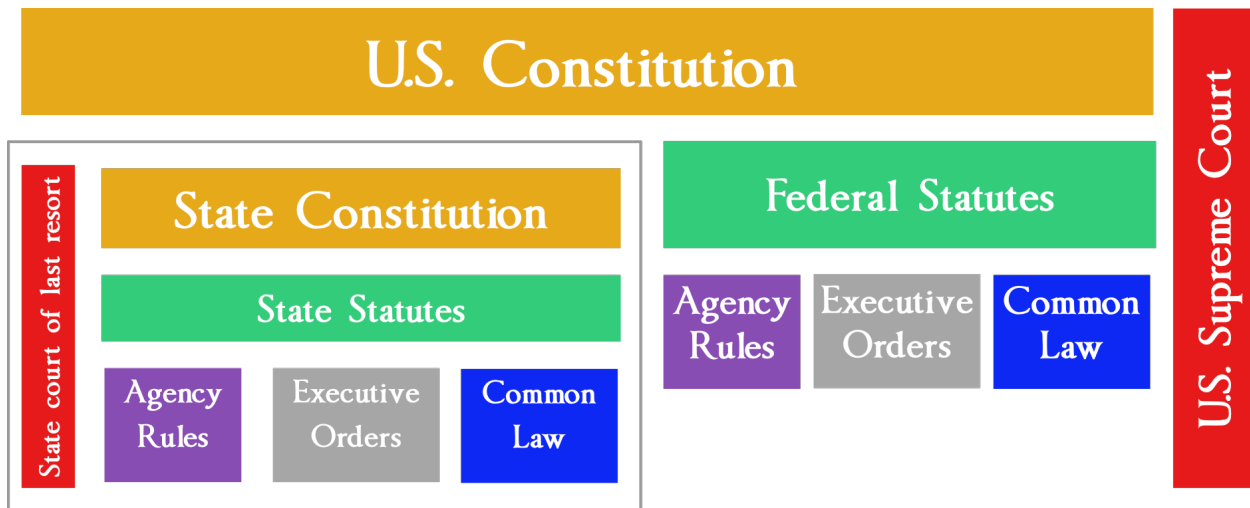 U.S. Constitution
State court of last resort
State Constitution
State Statutes
Agency
Rules
Executive
Orders
Common
Law
Federal Statutes
Agency
Rules
Executive
Orders
Common
Law
U.S. Supreme Court